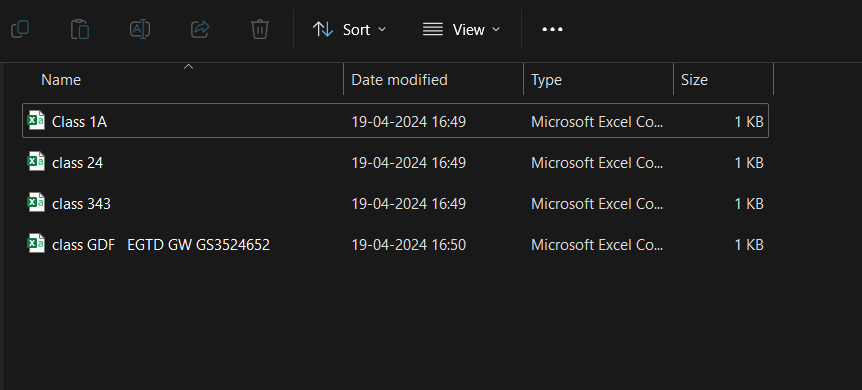 Sort View ...
Name Date modified Type Size
Class 1A 19-04-2024 16:49 Microsoft Excel Co... 1 KB
class 24 19-04-2024 16:49 Microsoft Excel Co... 1 KB
class 343 19-04-2024 16:49 Microsoft Excel Co... 1 KB
class GDF   EGTD GW GS3524652 19-04-2024 16:50 Microsoft Excel Co... 1 KB